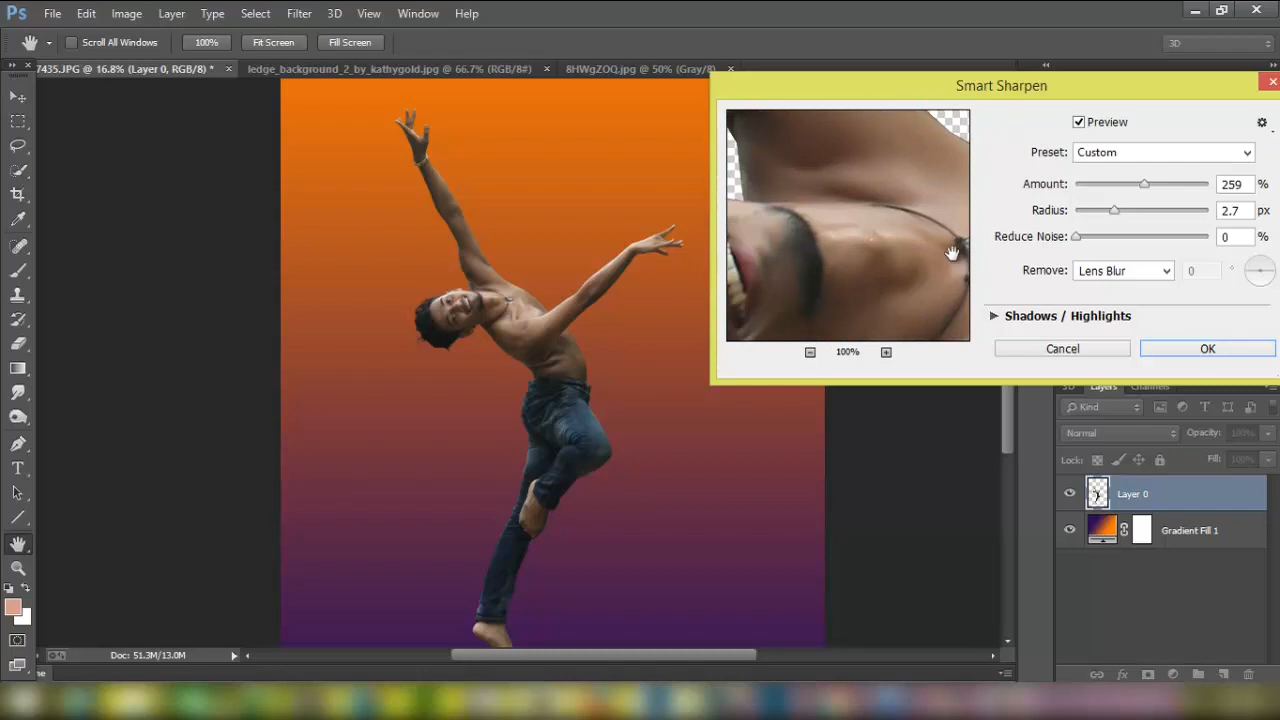 Ps File Edit Image Layer Type Select Filter 3D View Window Help
Scroll All Windows 100% Fit Screen Fill Screen 3D
7435.JPG @ 16.8% (Layer 0, RGB/8) * × ledge_background_2_by_kathygold.jpg @ 66.7% (RGB/8#) × 8HWgZOQ.jpg @ 50% (Gray/8) ×
Smart Sharpen
Preview
Preset: Custom
Amount: 259 %
Radius: 2.7 px
Reduce Noise: 0 %
Remove: Lens Blur 0 °
Shadows / Highlights
Cancel OK
100%
3D Layers Channels
Kind
Normal Opacity: 100%
Lock: Fill: 100%
Layer 0
Gradient Fill 1
Doc: 51.3M/13.0M
ne